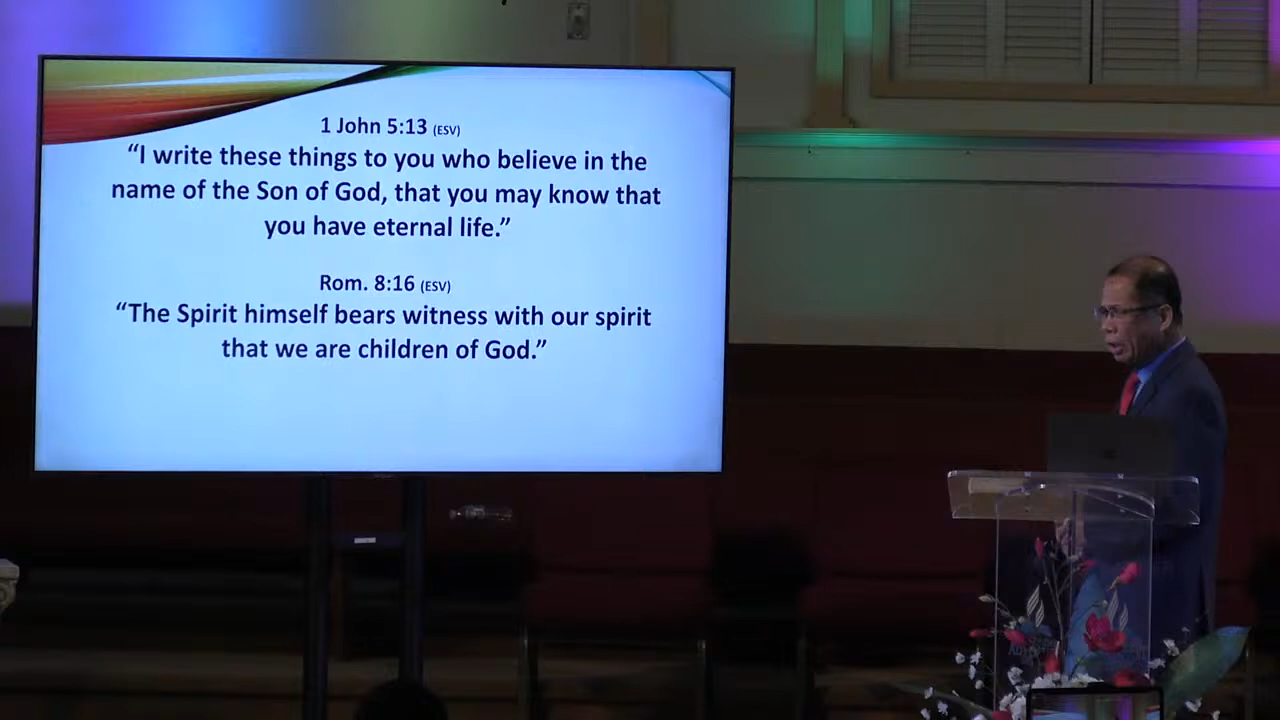 1 John 5:13 (ESV)
“I write these things to you who believe in the
name of the Son of God, that you may know that
you have eternal life.”
Rom. 8:16 (ESV)
“The Spirit himself bears witness with our spirit
that we are children of God.”